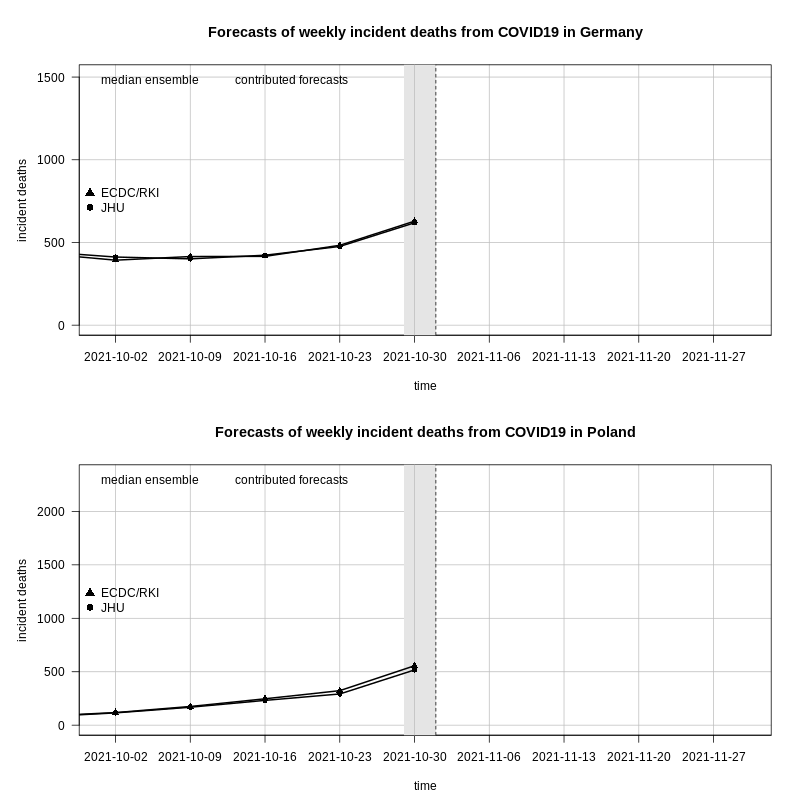 Forecasts of weekly incident deaths from COVID19 in Germany
median ensemble contributed forecasts
1500
1000
500
0
incident deaths
ECDC/RKI
JHU
2021-10-02 2021-10-09 2021-10-16 2021-10-23 2021-10-30 2021-11-06 2021-11-13 2021-11-20 2021-11-27
time
Forecasts of weekly incident deaths from COVID19 in Poland
median ensemble contributed forecasts
2000
1500
1000
500
0
incident deaths
ECDC/RKI
JHU
2021-10-02 2021-10-09 2021-10-16 2021-10-23 2021-10-30 2021-11-06 2021-11-13 2021-11-20 2021-11-27
time